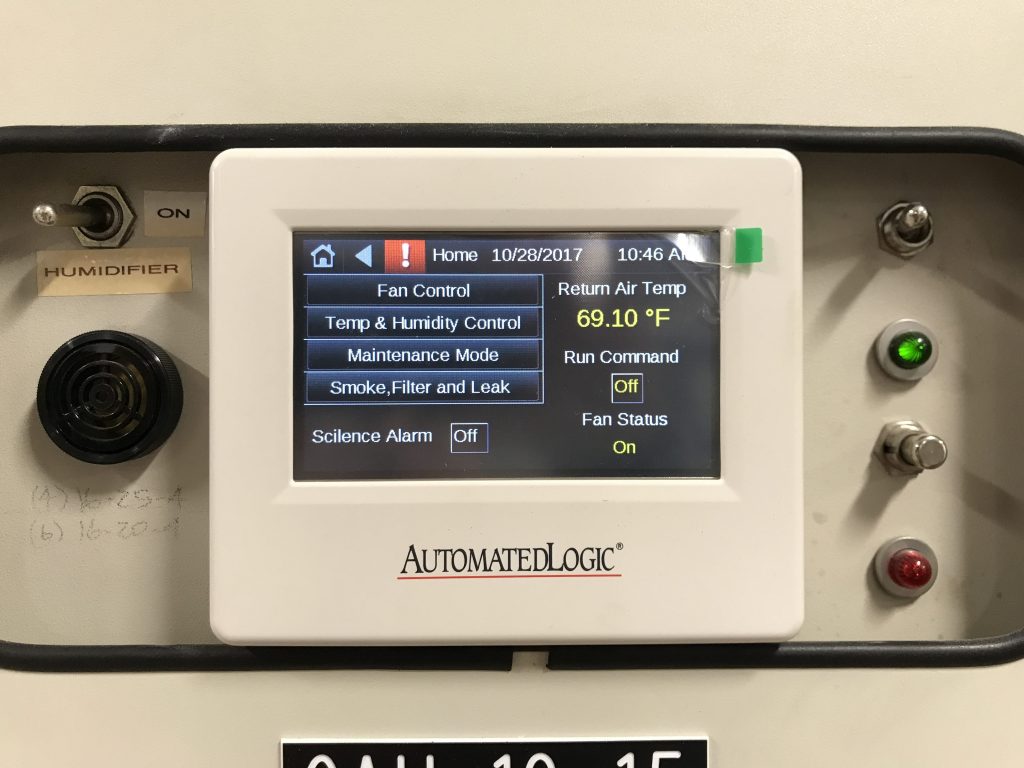 ON
HUMIDIFIER
(4) 16-25-4
(6) 16-20-4
! Home 10/28/2017 10:46 A
Fan Control
Temp & Humidity Control
Maintenance Mode
Smoke,Filter and Leak
Scilence Alarm Off
Return Air Temp
69.10 °F
Run Command
Off
Fan Status
On
AUTOMATEDLOGIC®